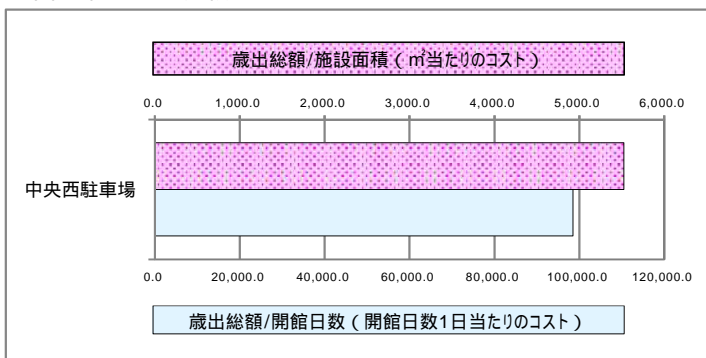 歳出総額/施設面積(㎡当たりのコスト)
0.0 1,000.0 2,000.0 3,000.0 4,000.0 5,000.0 6,000.0
中央西駐車場
0.0 20,000.0 40,000.0 60,000.0 80,000.0 100,000.0 120,000.0
歳出総額/開館日数(開館日数1日当たりのコスト)